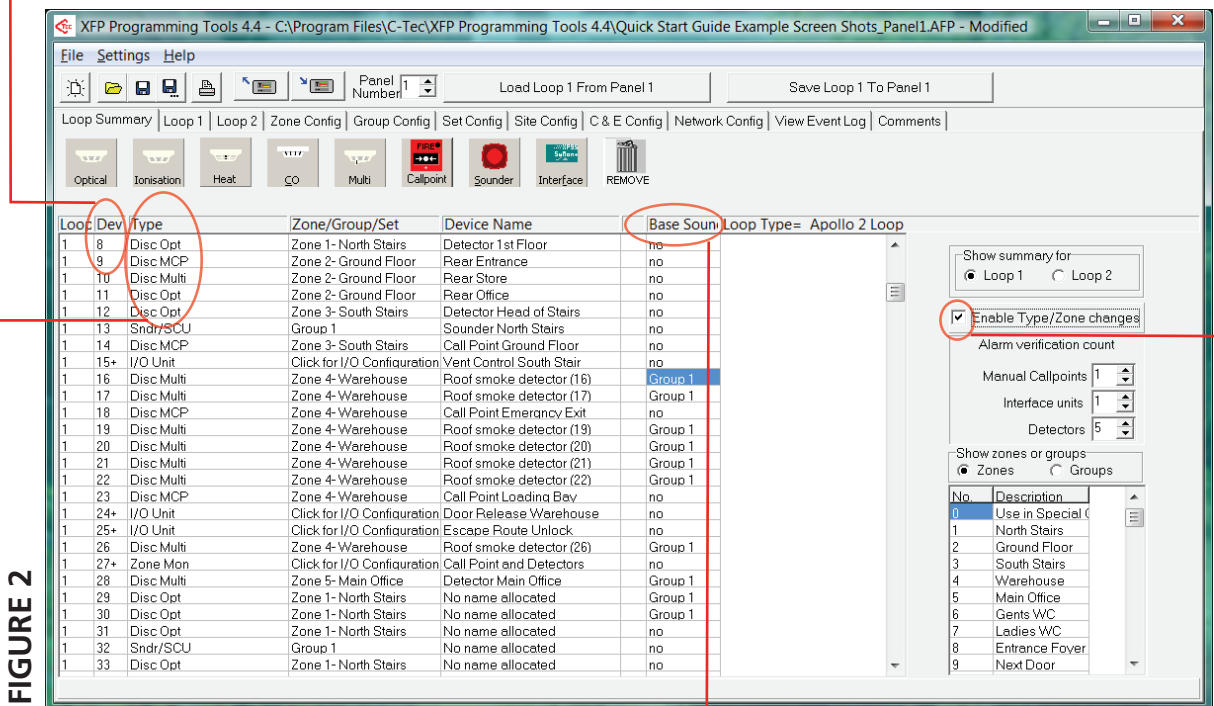 XFP Programming Tools 4.4 - C:\Program Files\C-Tec\XFP Programming Tools 4.4\Quick Start Guide Example Screen Shots_Panel1.AFP - Modified
File Settings Help
Panel Number 1 Load Loop 1 From Panel 1 Save Loop 1 To Panel 1
Loop Summary Loop 1 Loop 2 Zone Config Group Config Set Config Site Config C & E Config Network Config View Event Log Comments
FIRE
Optical Ionisation Heat CO Multi Callpoint Sounder Interface REMOVE
Loop Dev Type Zone/Group/Set Device Name Base Soun Loop Type= Apollo 2 Loop
1 8 Disc Opt Zone 1- North Stairs Detector 1st Floor no
1 9 Disc MCP Zone 2- Ground Floor Rear Entrance no
1 10 Disc Multi Zone 2- Ground Floor Rear Store no
1 11 Disc Opt Zone 2- Ground Floor Rear Office no
1 12 Disc Opt Zone 3- South Stairs Detector Head of Stairs no
1 13 Sndr/SCU Group 1 Sounder North Stairs no
1 14 Disc MCP Zone 3- South Stairs Call Point Ground Floor no
1 15+ I/O Unit Click for I/O Configuration Vent Control South Stair no
1 16 Disc Multi Zone 4- Warehouse Roof smoke detector (16) Group 1
1 17 Disc Multi Zone 4- Warehouse Roof smoke detector (17) Group 1
1 18 Disc MCP Zone 4- Warehouse Call Point Emergncy Exit no
1 19 Disc Multi Zone 4- Warehouse Roof smoke detector (19) Group 1
1 20 Disc Multi Zone 4- Warehouse Roof smoke detector (20) Group 1
1 21 Disc Multi Zone 4- Warehouse Roof smoke detector (21) Group 1
1 22 Disc Multi Zone 4- Warehouse Roof smoke detector (22) Group 1
1 23 Disc MCP Zone 4- Warehouse Call Point Loading Bay no
1 24+ I/O Unit Click for I/O Configuration Door Release Warehouse no
1 25+ I/O Unit Click for I/O Configuration Escape Route Unlock no
1 26 Disc Multi Zone 4- Warehouse Roof smoke detector (26) Group 1
1 27+ Zone Mon Click for I/O Configuration Call Point and Detectors no
1 28 Disc Multi Zone 5- Main Office Detector Main Office Group 1
1 29 Disc Opt Zone 1- North Stairs No name allocated Group 1
1 30 Disc Opt Zone 1- North Stairs No name allocated Group 1
1 31 Disc Opt Zone 1- North Stairs No name allocated no
1 32 Sndr/SCU Group 1 No name allocated no
1 33 Disc Opt Zone 1- North Stairs No name allocated no
Show summary for
Loop 1 Loop 2
Enable Type/Zone changes
Alarm verification count
Manual Callpoints 1
Interface units 1
Detectors 5
Show zones or groups
Zones Groups
No. Description
0 Use in Special
1 North Stairs
2 Ground Floor
3 South Stairs
4 Warehouse
5 Main Office
6 Gents WC
7 Ladies WC
8 Entrance Foyer
9 Next Door
FIGURE 2